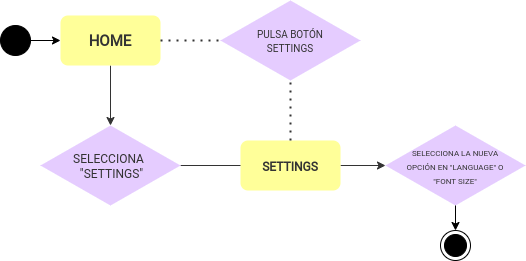 HOME
PULSA BOTÓN
SETTINGS
SELECCIONA
"SETTINGS"
SETTINGS
SELECCIONA LA NUEVA
OPCIÓN EN "LANGUAGE" O
"FONT SIZE"